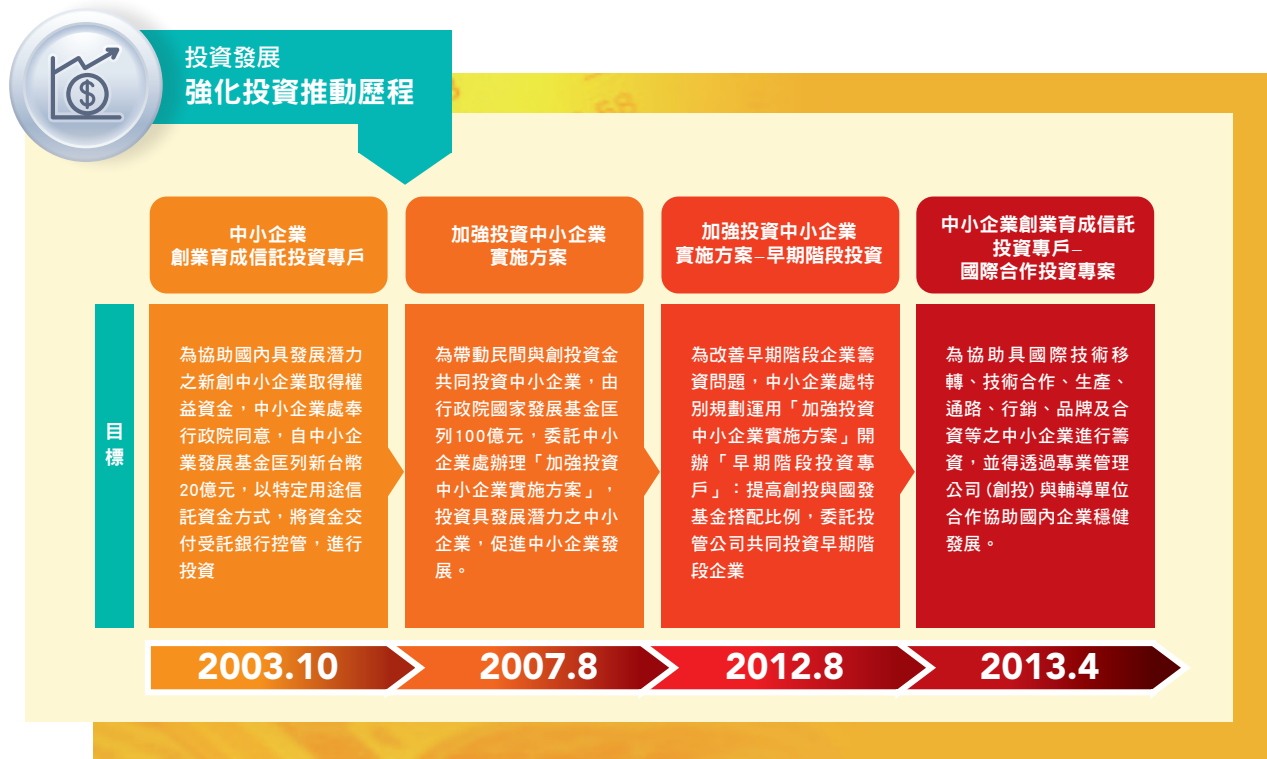 投資發展
強化投資推動歷程
中小企業
創業育成信託投資專戶
加強投資中小企業
實施方案
加強投資中小企業
實施方案–早期階段投資
中小企業創業育成信託
投資專戶–
國際合作投資專案
目
標
為協助國內具發展潛力
之新創中小企業取得權
益資金，中小企業處奉
行政院同意，自中小企
業發展基金匡列新台幣
20億元，以特定用途信
託資金方式，將資金交
付受託銀行控管，進行
投資
為帶動民間與創投資金
共同投資中小企業，由
行政院國家發展基金匡
列100億元，委託中小
企業處辦理「加強投資
中小企業實施方案」，
投資具發展潛力之中小
企業，促進中小企業發
展。
為改善早期階段企業籌
資問題，中小企業處特
別規劃運用「加強投資
中小企業實施方案」開
辦「早期階段投資專
戶」：提高創投與國發
基金搭配比例，委託投
管公司共同投資早期階
段企業
為協助具國際技術移
轉、技術合作、生產、
通路、行銷、品牌及合
資等之中小企業進行籌
資，並得透過專業管理
公司(創投)與輔導單位
合作協助國內企業穩健
發展。
2003.10
2007.8
2012.8
2013.4